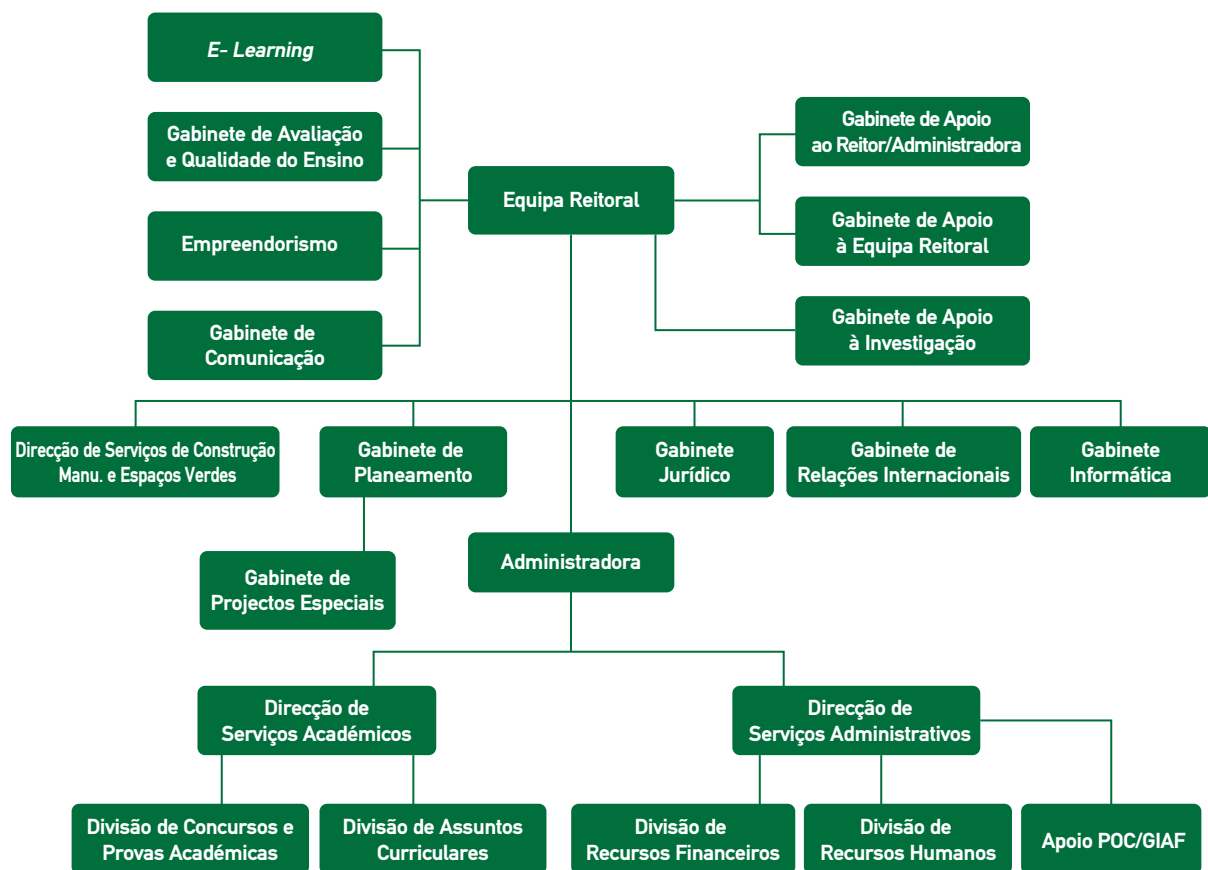 E- Learning
Gabinete de Avaliação
e Qualidade do Ensino
Empreendorismo
Gabinete de
Comunicação
Equipa Reitoral
Gabinete de Apoio
ao Reitor/Administradora
Gabinete de Apoio
à Equipa Reitoral
Gabinete de Apoio
à Investigação
Direcção de Serviços de Construção
Manu. e Espaços Verdes
Gabinete de
Planeamento
Gabinete
Jurídico
Gabinete de
Relações Internacionais
Gabinete
Informática
Gabinete de
Projectos Especiais
Administradora
Direcção de
Serviços Académicos
Direcção de
Serviços Administrativos
Divisão de Concursos e
Provas Académicas
Divisão de Assuntos
Curriculares
Divisão de
Recursos Financeiros
Divisão de
Recursos Humanos
Apoio POC/GIAF